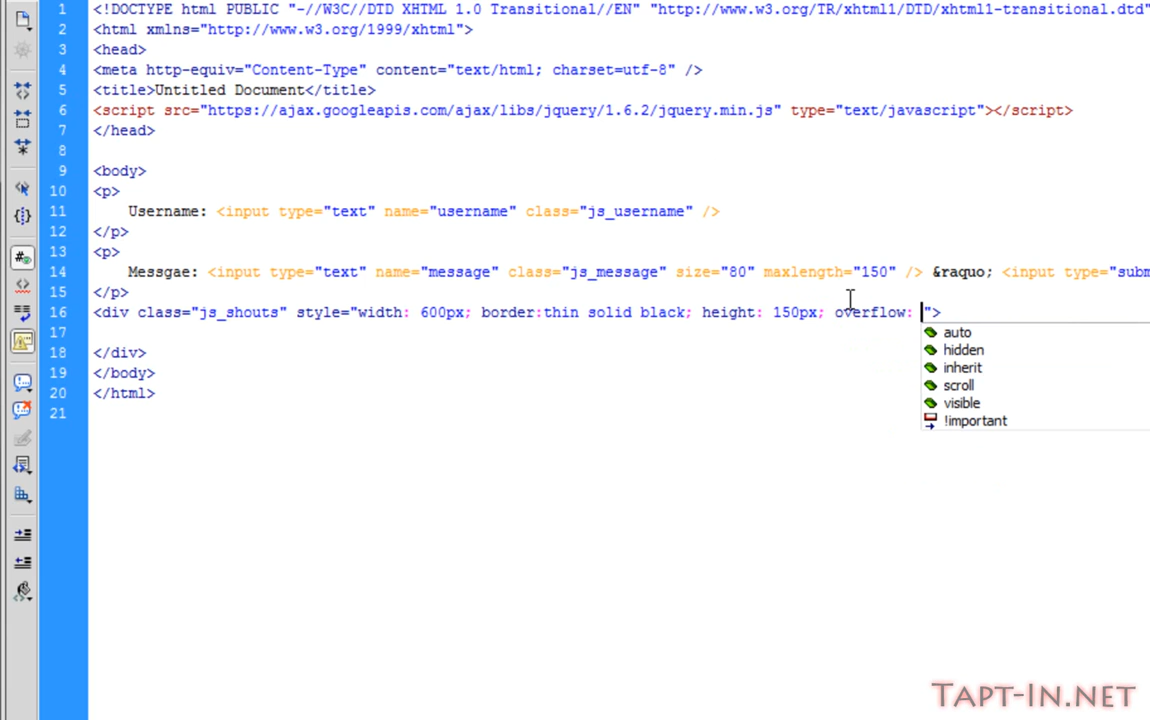 1 <!DOCTYPE html PUBLIC "-//W3C//DTD XHTML 1.0 Transitional//EN" "http://www.w3.org/TR/xhtml1/DTD/xhtml1-transitional.dtd"
2 <html xmlns="http://www.w3.org/1999/xhtml">
3 <head>
4 <meta http-equiv="Content-Type" content="text/html; charset=utf-8" />
5 <title>Untitled Document</title>
6 <script src="https://ajax.googleapis.com/ajax/libs/jquery/1.6.2/jquery.min.js" type="text/javascript"></script>
7 </head>
8
9 <body>
10 <p>
11 Username: <input type="text" name="username" class="js_username" />
12 </p>
13 <p>
14 Messgae: <input type="text" name="message" class="js_message" size="80" maxlength="150" /> &raquo; <input type="subm
15 </p>
16 <div class="js_shouts" style="width: 600px; border:thin solid black; height: 150px; overflow: ">
17
18 </div>
19 </body>
20 </html>
21
auto
hidden
inherit
scroll
visible
!important
TAPT-IN.NET